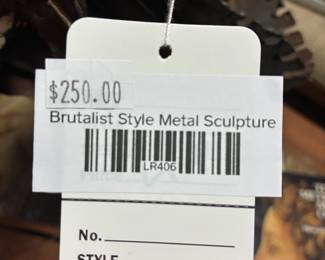 $250.00
Brutalist Style Metal Sculpture
LR406
No.
STYLE